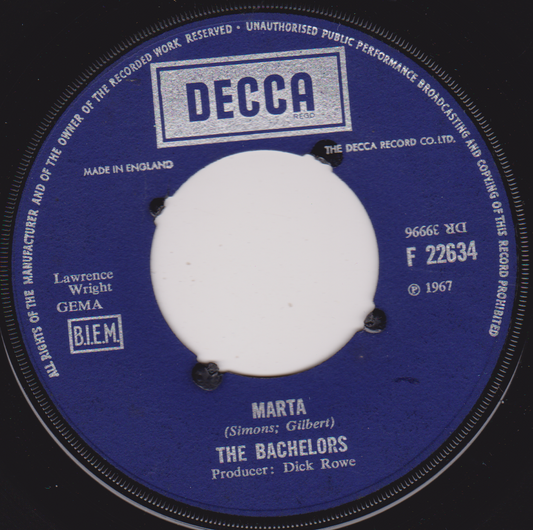 ALL RIGHTS OF THE MANUFACTURER AND OF THE OWNER OF THE RECORDED WORK RESERVED · UNAUTHORISED PUBLIC PERFORMANCE BROADCASTING AND COPYING OF THIS RECORD PROHIBITED
DECCA
REGD
MADE IN ENGLAND
THE DECCA RECORD CO. LTD.
DR 39996
F 22634
℗ 1967
Lawrence
Wright
GEMA
B.I.E.M.
MARTA
(Simons; Gilbert)
THE BACHELORS
Producer: Dick Rowe